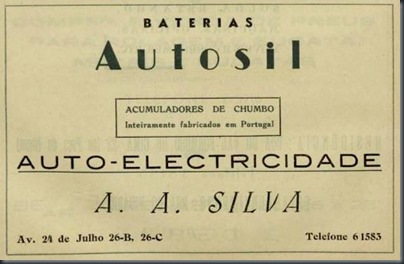 BATERIAS
Autosil
ACUMULADORES DE CHUMBO
Inteiramente fabricados em Portugal
AUTO-ELECTRICIDADE
A. A. SILVA
Av. 24 de Julho 26-B, 26-C Telefone 61583